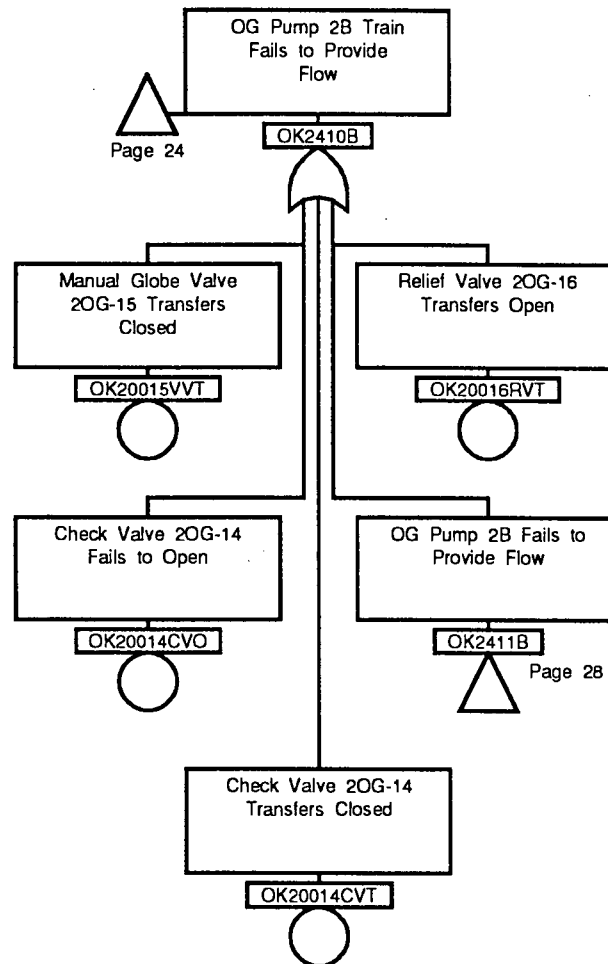 OG Pump 2B Train
Fails to Provide
Flow
Page 24
OK2410B
Manual Globe Valve
2OG-15 Transfers
Closed
OK20015VVT
Relief Valve 2OG-16
Transfers Open
OK20016RVT
Check Valve 2OG-14
Fails to Open
OK20014CVO
OG Pump 2B Fails to
Provide Flow
OK2411B
Page 28
Check Valve 2OG-14
Transfers Closed
OK20014CVT